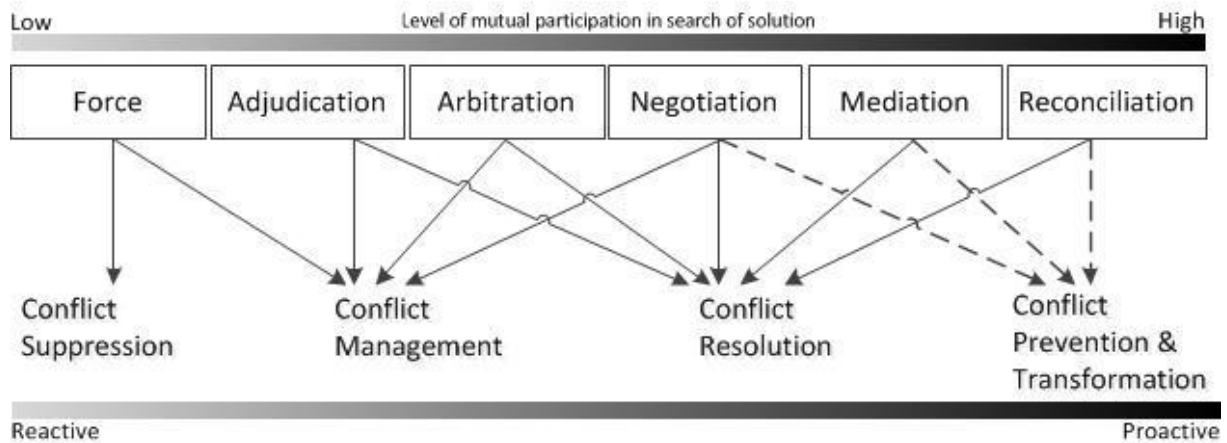 Low Level of mutual participation in search of solution High
Force Adjudication Arbitration Negotiation Mediation Reconciliation
Conflict
Suppression
Conflict
Management
Conflict
Resolution
Conflict
Prevention &
Transformation
Reactive Proactive